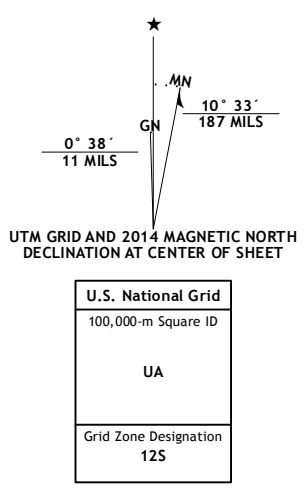 ★
MN
GN
10° 33´
187 MILS
0° 38´
11 MILS
UTM GRID AND 2014 MAGNETIC NORTH
DECLINATION AT CENTER OF SHEET
U.S. National Grid
100,000-m Square ID
UA
Grid Zone Designation
12S